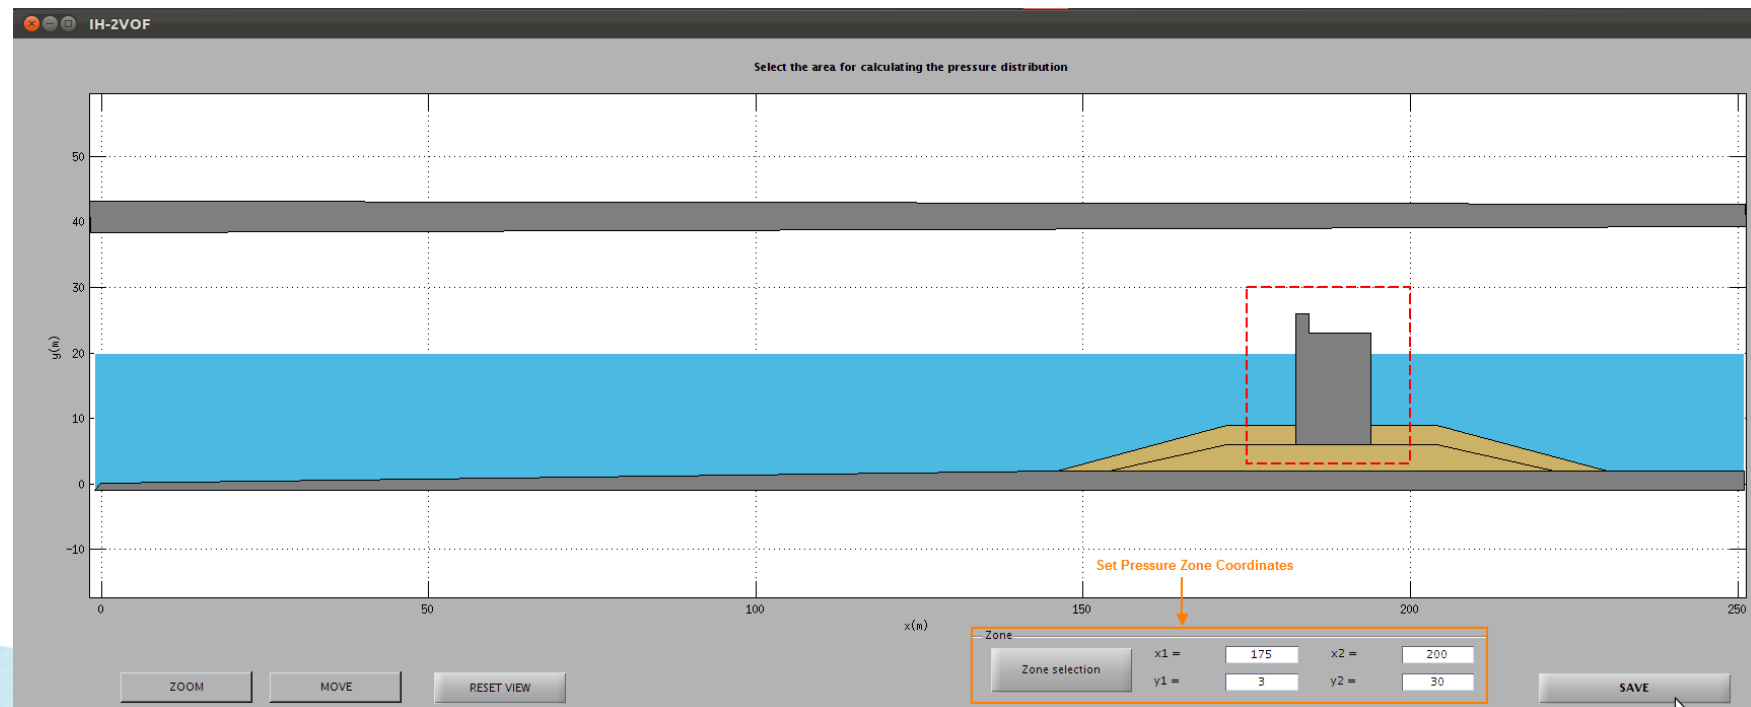 IH-2VOF
Select the area for calculating the pressure distribution
50
40
30
20
10
0
-10
y(m)
0 50 100 150 200 250
x(m)
Set Pressure Zone Coordinates
Zone
Zone selection
x1 = 175 x2 = 200
y1 = 3 y2 = 30
ZOOM MOVE RESET VIEW SAVE